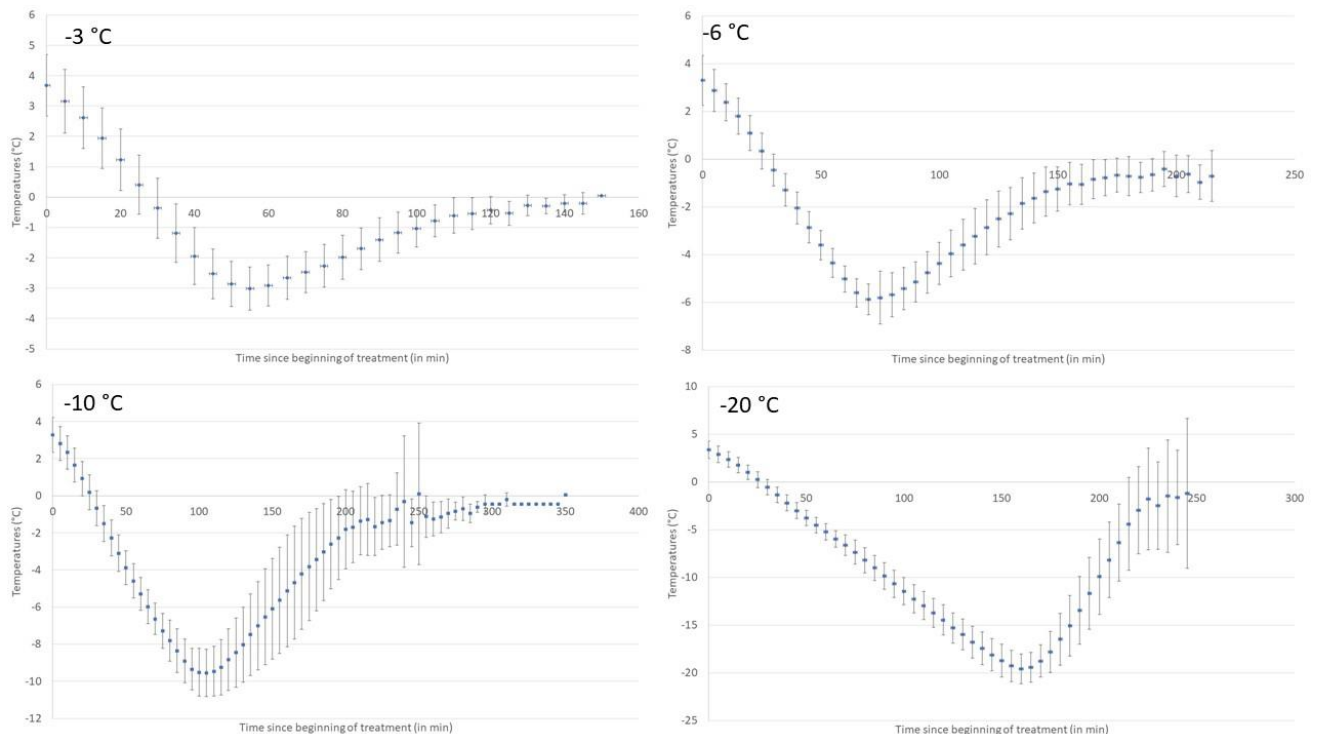 -3 °C
6
5
4
3
2
1
0
-1
-2
-3
-4
-5
0 20 40 60 80 100 120 140 160
Temperatures (°C)
Time since beginning of treatment (in min)
-6 °C
6
4
2
0
-2
-4
-6
-8
0 50 100 150 200 250
Temperatures (°C)
Time since beginning of treatment (in min)
-10 °C
6
4
2
0
-2
-4
-6
-8
-10
-12
0 50 100 150 200 250 300 350 400
Temperatures (°C)
Time since beginning of treatment (in min)
-20 °C
10
5
0
-5
-10
-15
-20
-25
0 50 100 150 200 250 300
Temperatures (°C)
Time since beginning of treatment (in min)